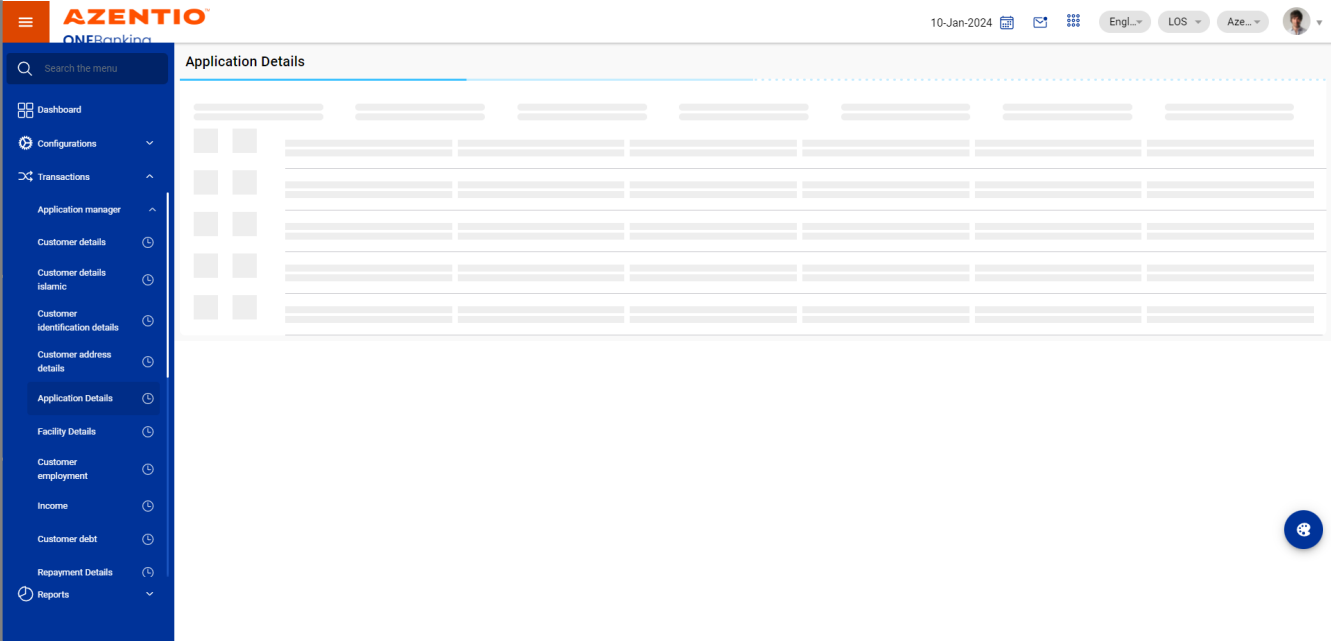 AZENTIO™
ONEBanking
10-Jan-2024
Engl...
LOS
Aze...
Search the menu
Application Details
Dashboard
Configurations
Transactions
Application manager
Customer details
Customer details
islamic
Customer
identification details
Customer address
details
Application Details
Facility Details
Customer
employment
Income
Customer debt
Repayment Details
Reports